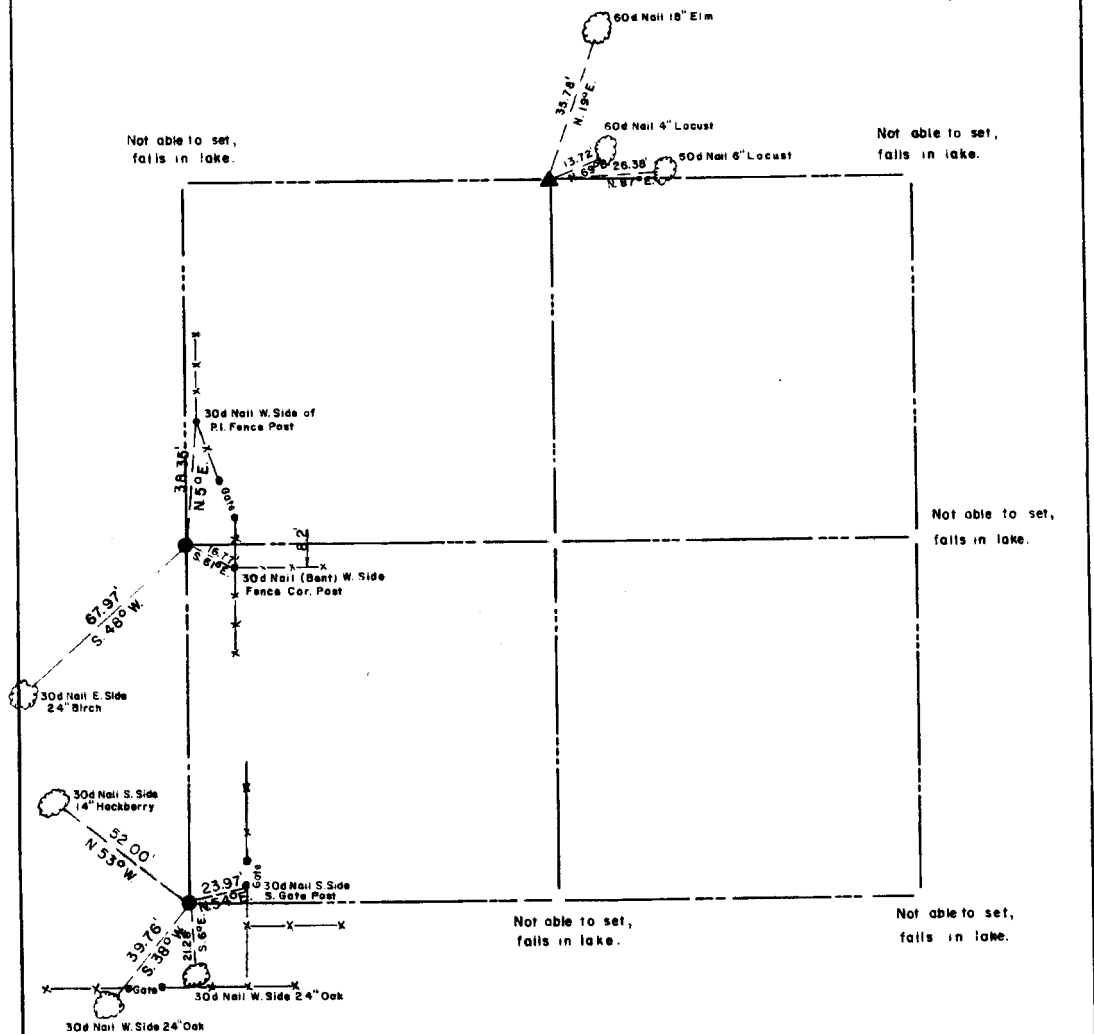 60d Nail 18" Elm
35.78'
N. 19° E.
60d Nail 4" Locust
Not able to set,
falls in lake.
Not able to set,
falls in lake.
13.72'
N. 69° E.
26.38'
N. 87° E.
60d Nail 6" Locust
30d Nail W. Side of
P.I. Fence Post
38.35'
N. 5° E.
Gate
8.2'
Not able to set,
falls in lake.
16.77'
S. 61° E.
30d Nail (Bent) W. Side
Fence Cor. Post
67.97'
S. 48° W.
30d Nail E. Side
24" Birch
30d Nail S. Side
14" Hackberry
52.00'
N. 53° W.
23.97'
N. 54° E.
Gate
30d Nail S. Side
S. Gate Post
39.76'
S. 38° W.
21.28'
S. 6° E.
Not able to set,
falls in lake.
Not able to set,
falls in lake.
Gate
30d Nail W. Side 24" Oak
30d Nail W. Side 24" Oak